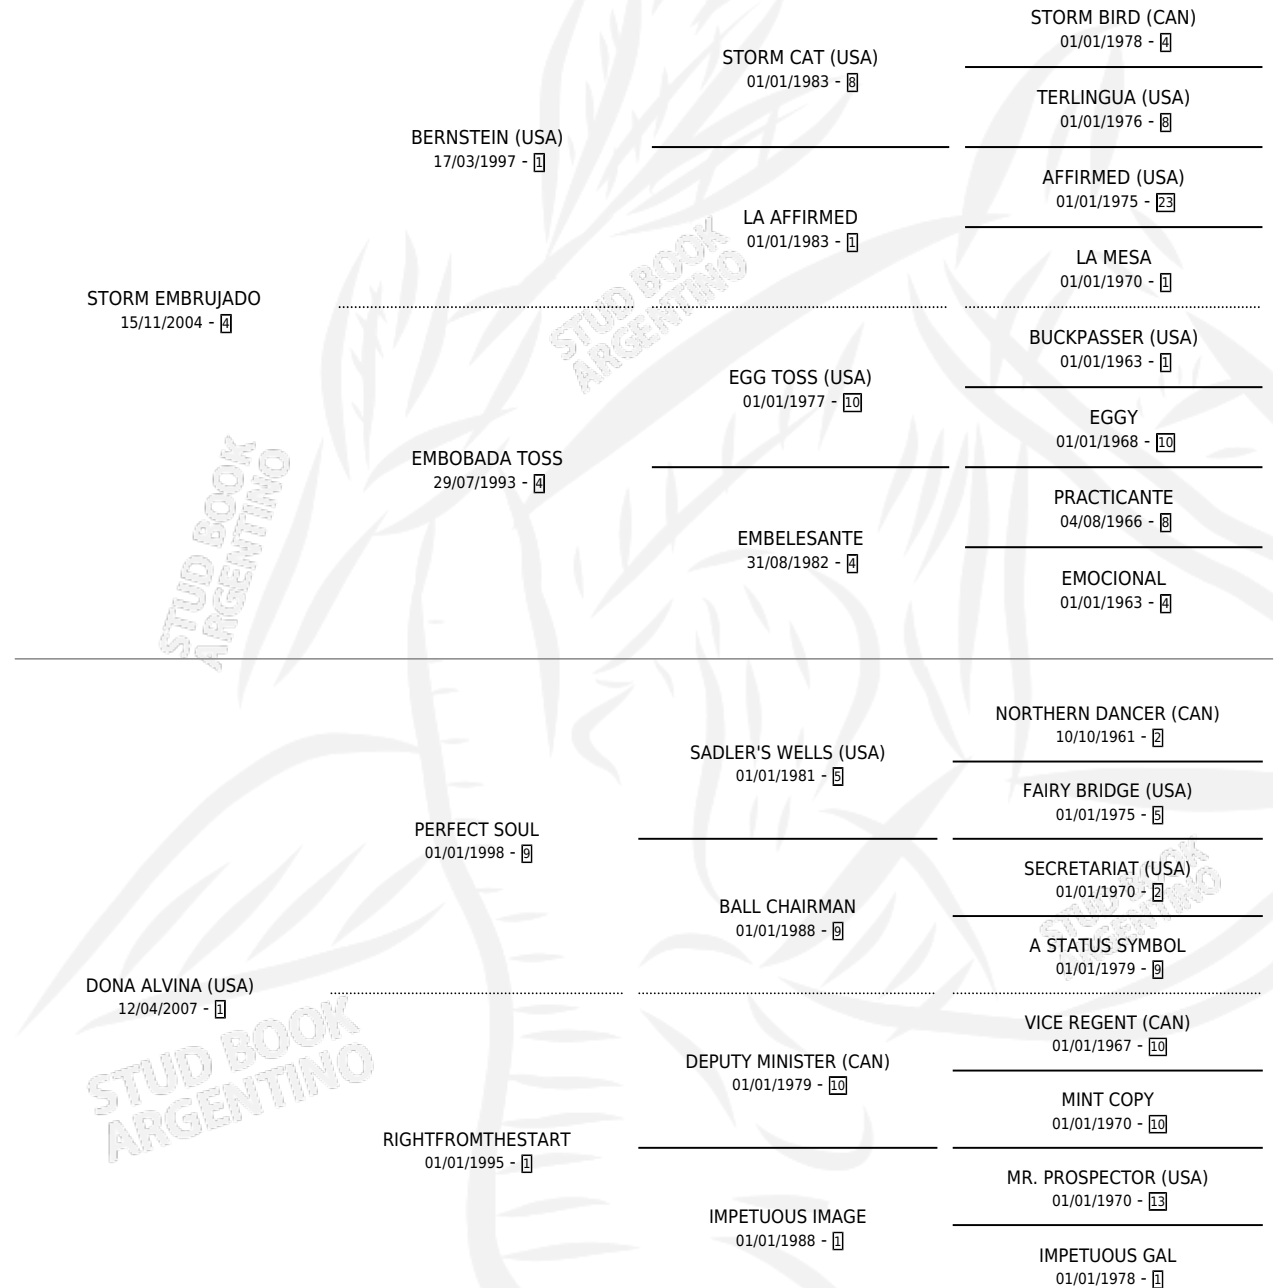 STORM BIRD (CAN)
01/01/1978 - 4
STORM CAT (USA)
01/01/1983 - 8
TERLINGUA (USA)
01/01/1976 - 8
BERNSTEIN (USA)
17/03/1997 - 1
AFFIRMED (USA)
01/01/1975 - 23
LA AFFIRMED
01/01/1983 - 1
LA MESA
01/01/1970 - 1
STORM EMBRUJADO
15/11/2004 - 4
STUD BOOK
ARGENTINO
BUCKPASSER (USA)
01/01/1963 - 1
EGG TOSS (USA)
01/01/1977 - 10
EGGY
01/01/1968 - 10
EMBOBADA TOSS
29/07/1993 - 4
PRACTICANTE
04/08/1966 - 8
EMBELESANTE
31/08/1982 - 4
EMOCIONAL
01/01/1963 - 4
STUD BOOK
ARGENTINO
NORTHERN DANCER (CAN)
10/10/1961 - 2
SADLER'S WELLS (USA)
01/01/1981 - 5
FAIRY BRIDGE (USA)
01/01/1975 - 5
PERFECT SOUL
01/01/1998 - 9
SECRETARIAT (USA)
01/01/1970 - 2
BALL CHAIRMAN
01/01/1988 - 9
A STATUS SYMBOL
01/01/1979 - 9
STUD BOOK
ARGENTINO
DONA ALVINA (USA)
12/04/2007 - 1
STUD BOOK
ARGENTINO
VICE REGENT (CAN)
01/01/1967 - 10
DEPUTY MINISTER (CAN)
01/01/1979 - 10
MINT COPY
01/01/1970 - 10
RIGHTFROMTHESTART
01/01/1995 - 1
MR. PROSPECTOR (USA)
01/01/1970 - 13
IMPETUOUS IMAGE
01/01/1988 - 1
IMPETUOUS GAL
01/01/1978 - 1